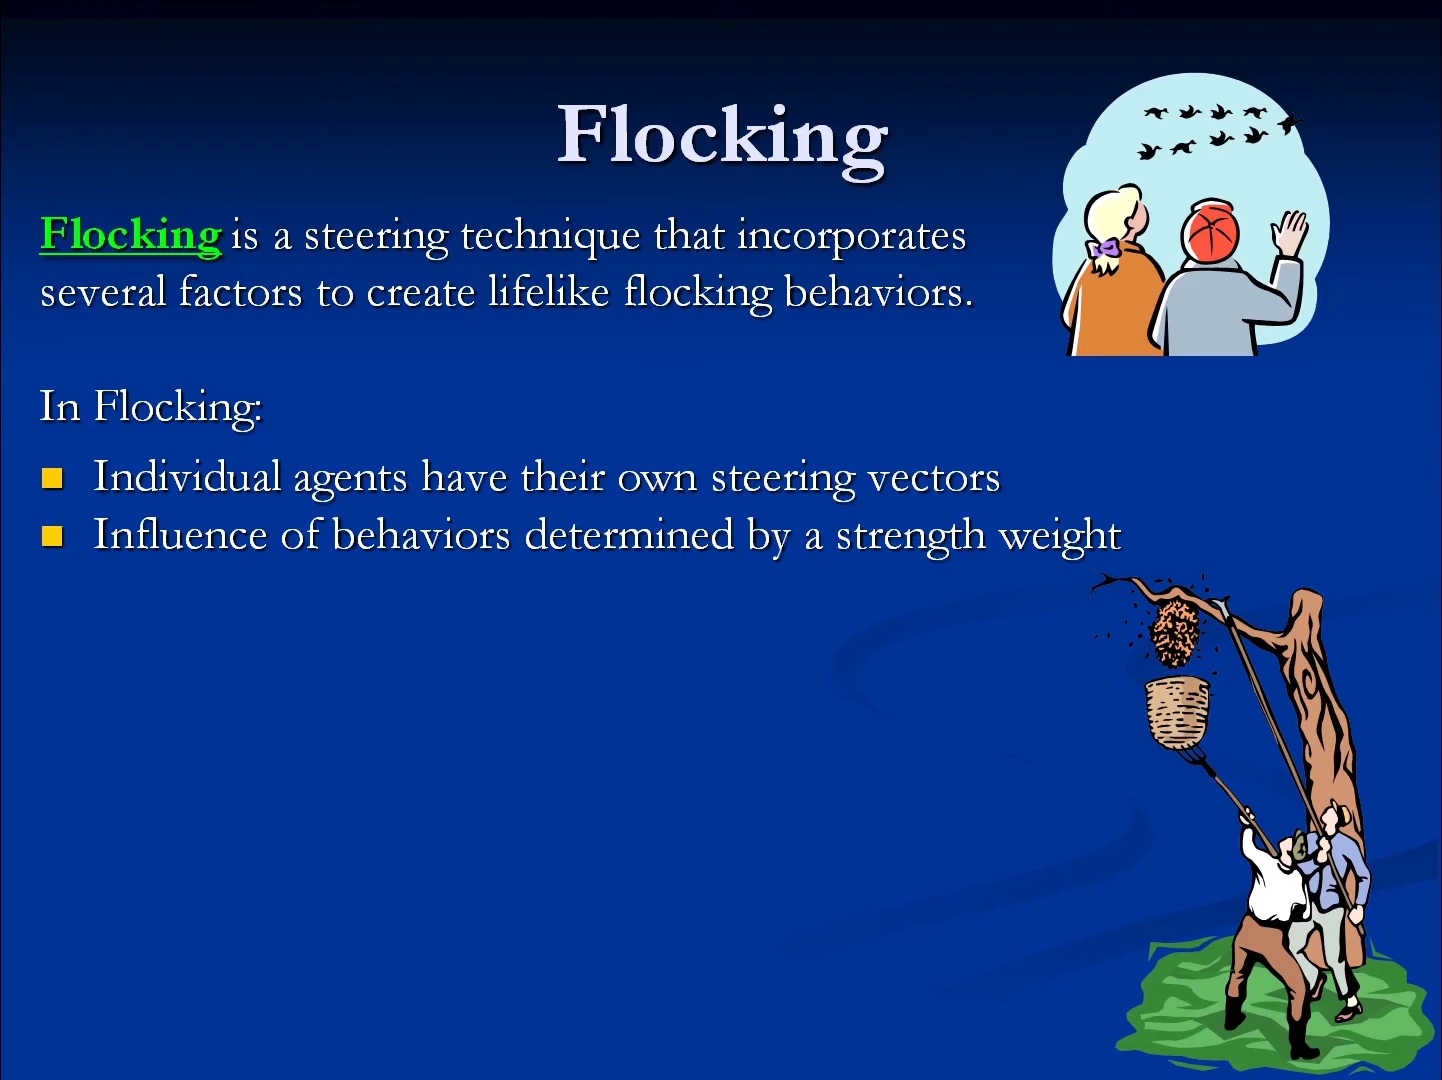 Flocking
Flocking is a steering technique that incorporates
several factors to create lifelike flocking behaviors.
In Flocking:
Individual agents have their own steering vectors
Influence of behaviors determined by a strength weight